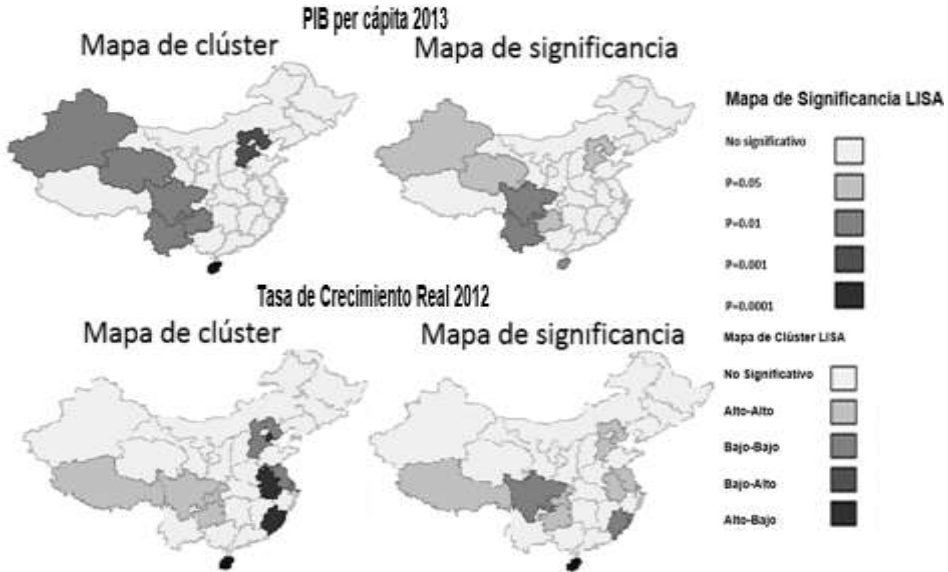 PIB per cápita 2013
Mapa de clúster
Mapa de significancia
Mapa de Significancia LISA
No significativo
P=0.05
P=0.01
P=0.001
P=0.0001
Tasa de Crecimiento Real 2012
Mapa de clúster
Mapa de significancia
Mapa de Clúster LISA
No Significativo
Alto-Alto
Bajo-Bajo
Bajo-Alto
Alto-Bajo